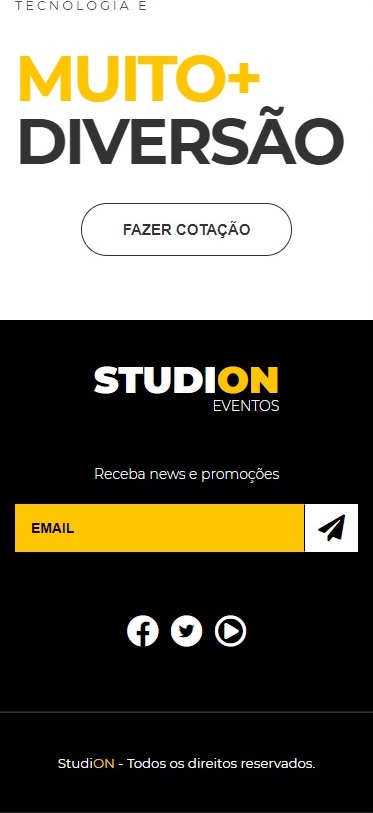 TECNOLOGIA E
MUITO+
DIVERSÃO
FAZER COTAÇÃO
STUDION
EVENTOS
Receba news e promoções
EMAIL
StudiON - Todos os direitos reservados.